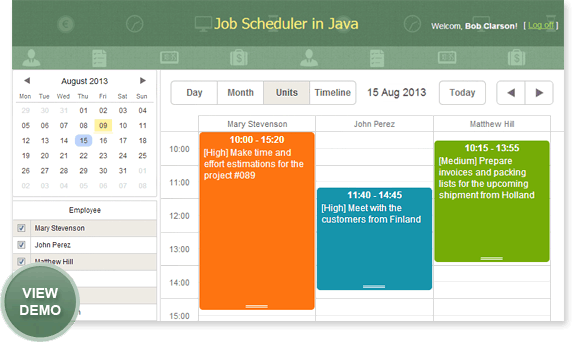 Job Scheduler in Java
Welcom, Bob Clarson! [ Log off ]
August 2013
Mon Tue Wed Thu Fri Sat Sun
29 30 31 01 02 03 04
05 06 07 08 09 10 11
12 13 14 15 16 17 18
19 20 21 22 23 24 25
26 27 28 29 30 31 01
02 03 04 05 06 07 08
Employee
Mary Stevenson
John Perez
Matthew Hill
VIEW
DEMO
Day Month Units Timeline 15 Aug 2013 Today
Mary Stevenson John Perez Matthew Hill
10:00
11:00
12:00
13:00
14:00
15:00
10:00 - 15:20
[High] Make time and
effort estimations for the
project #089
11:40 - 14:45
[High] Meet with the
customers from Finland
10:15 - 13:55
[Medium] Prepare
invoices and packing
lists for the upcoming
shipment from Holland